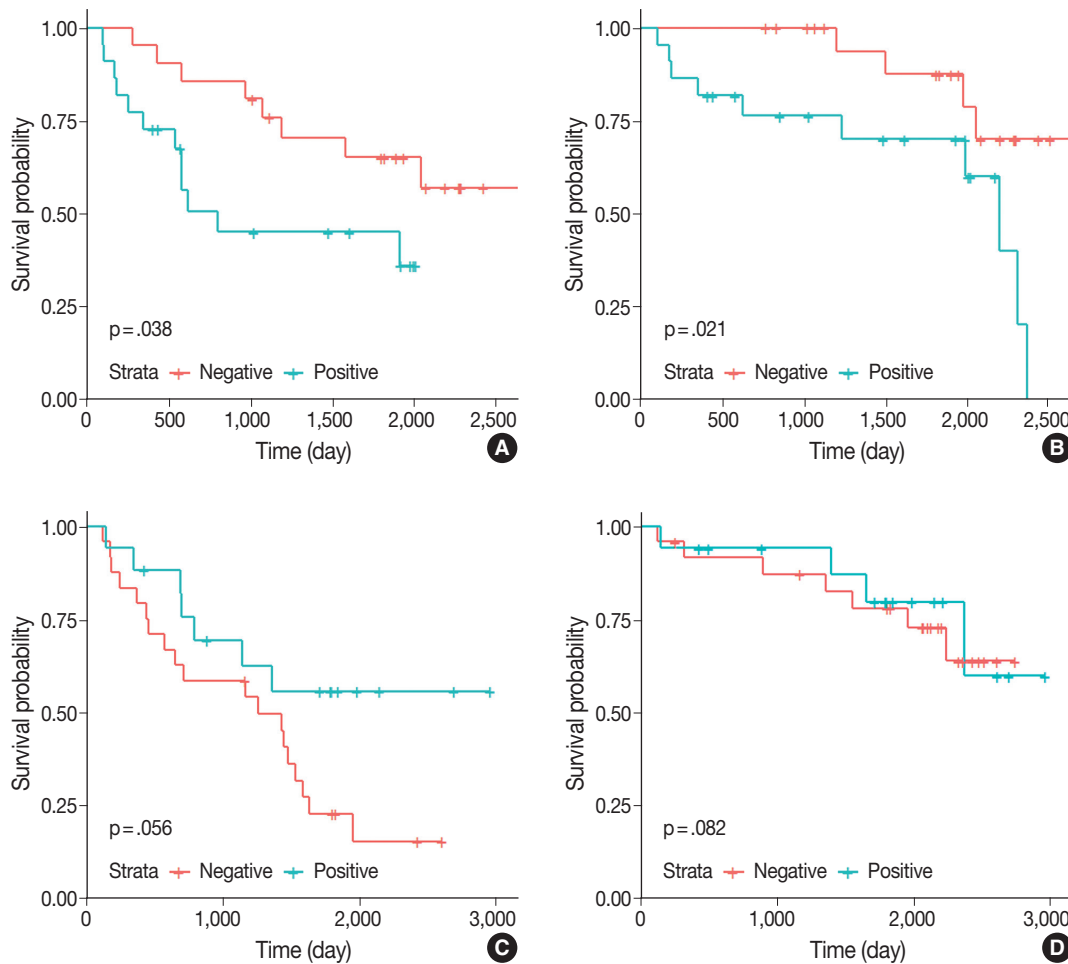 1.00
0.75
0.50
0.25
0.00
Survival probability
p=.038
Strata Negative Positive
0 500 1,000 1,500 2,000 2,500
Time (day)
A
1.00
0.75
0.50
0.25
0.00
Survival probability
p=.021
Strata Negative Positive
0 500 1,000 1,500 2,000 2,500
Time (day)
B
1.00
0.75
0.50
0.25
0.00
Survival probability
p=.056
Strata Negative Positive
0 1,000 2,000 3,000
Time (day)
C
1.00
0.75
0.50
0.25
0.00
Survival probability
p=.082
Strata Negative Positive
0 1,000 2,000 3,000
Time (day)
D